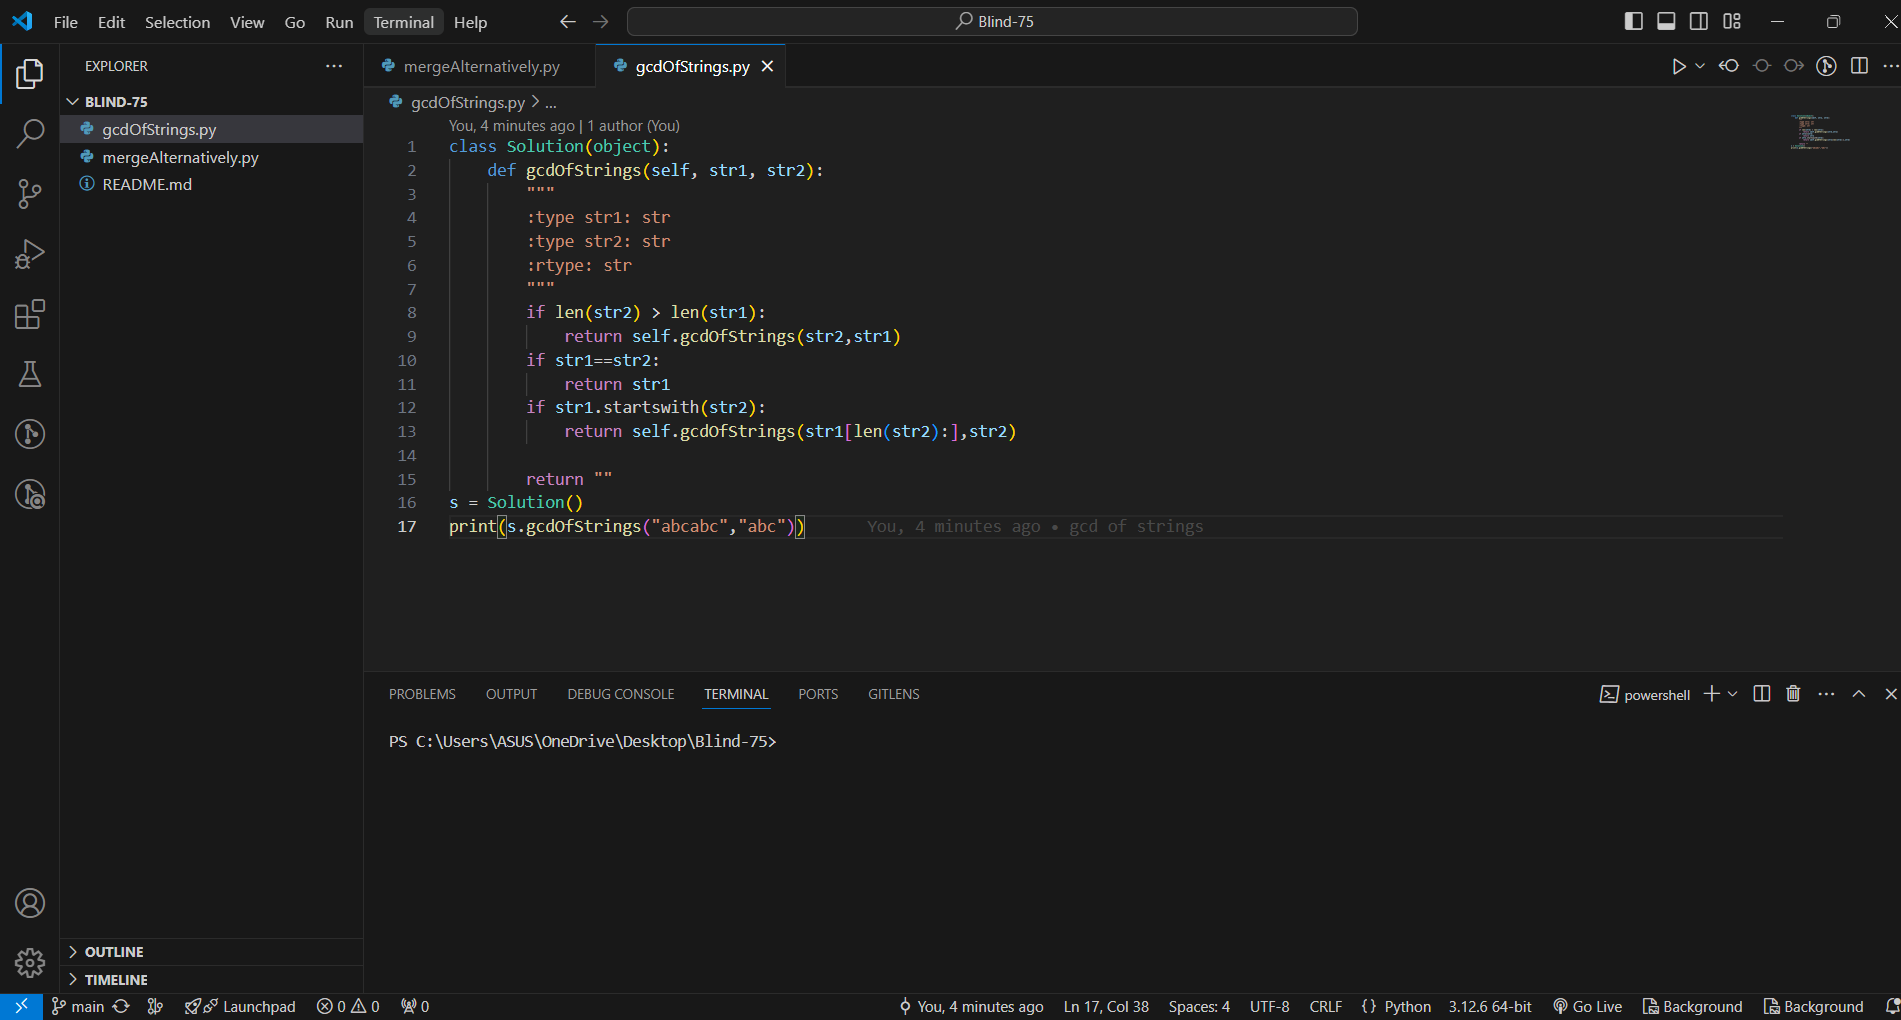 File Edit Selection View Go Run Terminal Help
Blind-75
EXPLORER
BLIND-75
gcdOfStrings.py
mergeAlternatively.py
README.md
OUTLINE
TIMELINE
mergeAlternatively.py
gcdOfStrings.py
gcdOfStrings.py > ...
You, 4 minutes ago | 1 author (You)
1 class Solution(object):
2     def gcdOfStrings(self, str1, str2):
3         """
4         :type str1: str
5         :type str2: str
6         :rtype: str
7         """
8         if len(str2) > len(str1):
9             return self.gcdOfStrings(str2,str1)
10         if str1==str2:
11             return str1
12         if str1.startswith(str2):
13             return self.gcdOfStrings(str1[len(str2):],str2)
14
15         return ""
16 s = Solution()
17 print(s.gcdOfStrings("abcabc","abc")) You, 4 minutes ago • gcd of strings
PROBLEMS OUTPUT DEBUG CONSOLE TERMINAL PORTS GITLENS
powershell
PS C:\Users\ASUS\OneDrive\Desktop\Blind-75>
main Launchpad 0 0 0 You, 4 minutes ago Ln 17, Col 38 Spaces: 4 UTF-8 CRLF {} Python 3.12.6 64-bit Go Live Background Background